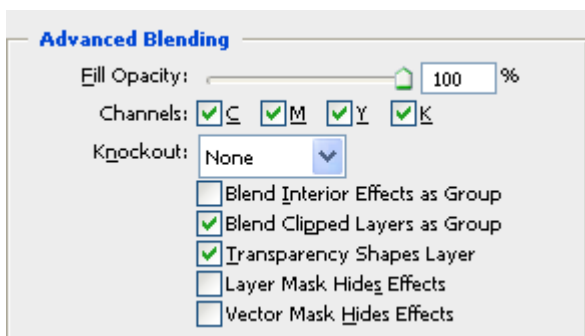 Advanced Blending
Fill Opacity: 100 %
Channels: C M Y K
Knockout: None
Blend Interior Effects as Group
Blend Clipped Layers as Group
Transparency Shapes Layer
Layer Mask Hides Effects
Vector Mask Hides Effects